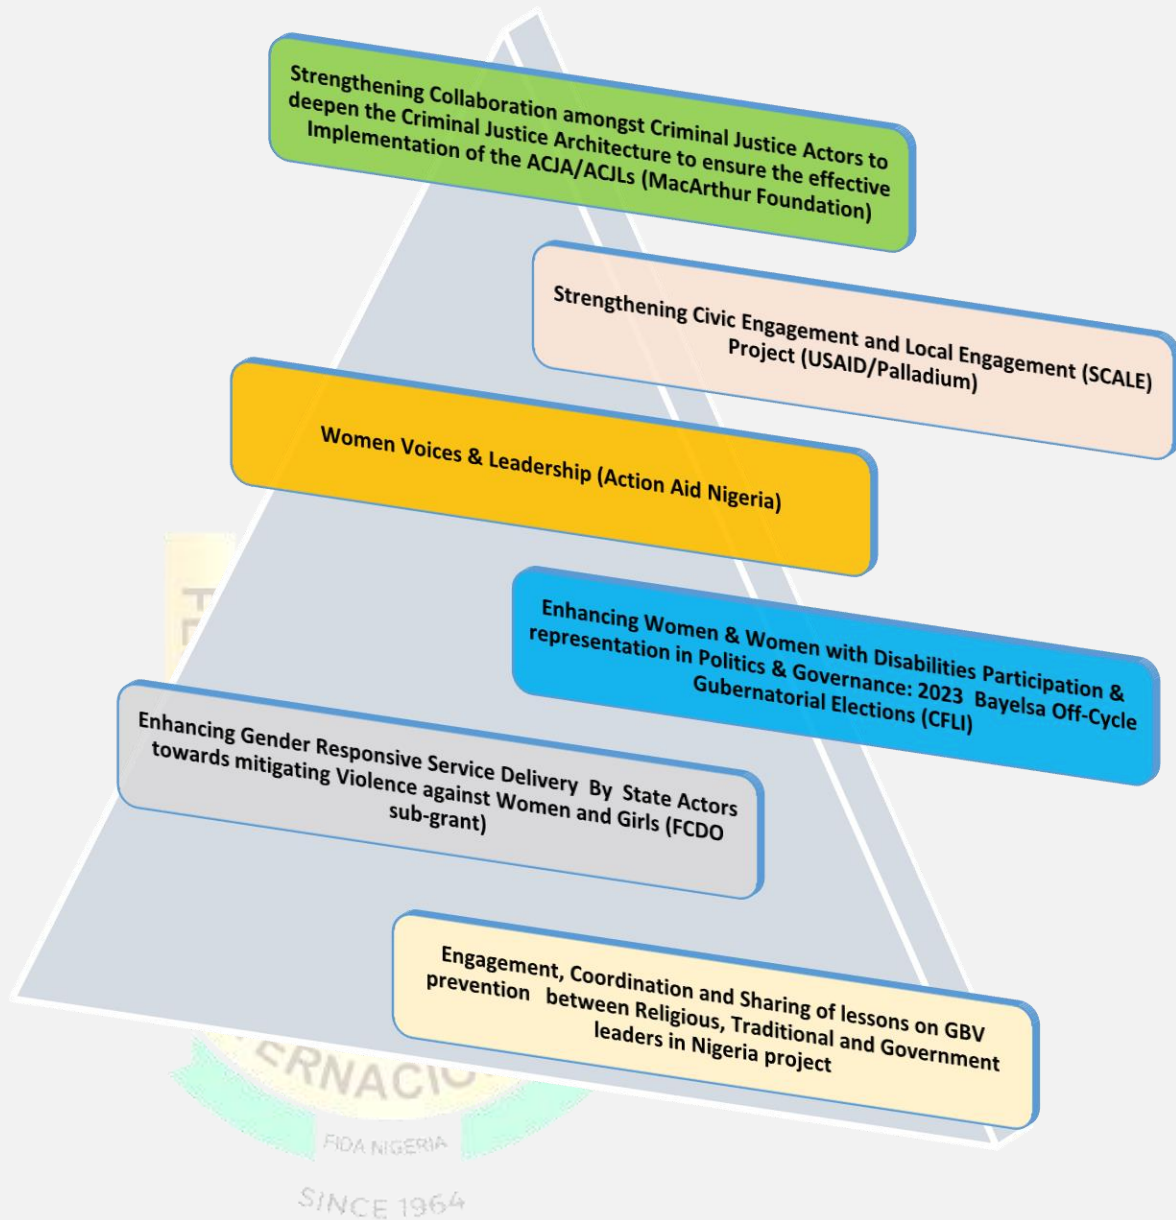 Strengthening Collaboration amongst Criminal Justice Actors to
deepen the Criminal Justice Architecture to ensure the effective
Implementation of the ACJA/ACJLs (MacArthur Foundation)
Strengthening Civic Engagement and Local Engagement (SCALE)
Project (USAID/Palladium)
Women Voices & Leadership (Action Aid Nigeria)
Enhancing Women & Women with Disabilities Participation &
representation in Politics & Governance: 2023 Bayelsa Off-Cycle
Gubernatorial Elections (CFLI)
Enhancing Gender Responsive Service Delivery By State Actors
towards mitigating Violence against Women and Girls (FCDO
sub-grant)
Engagement, Coordination and Sharing of lessons on GBV
prevention between Religious, Traditional and Government
leaders in Nigeria project
ERNACIO
FIDA NIGERIA
SINCE 1964